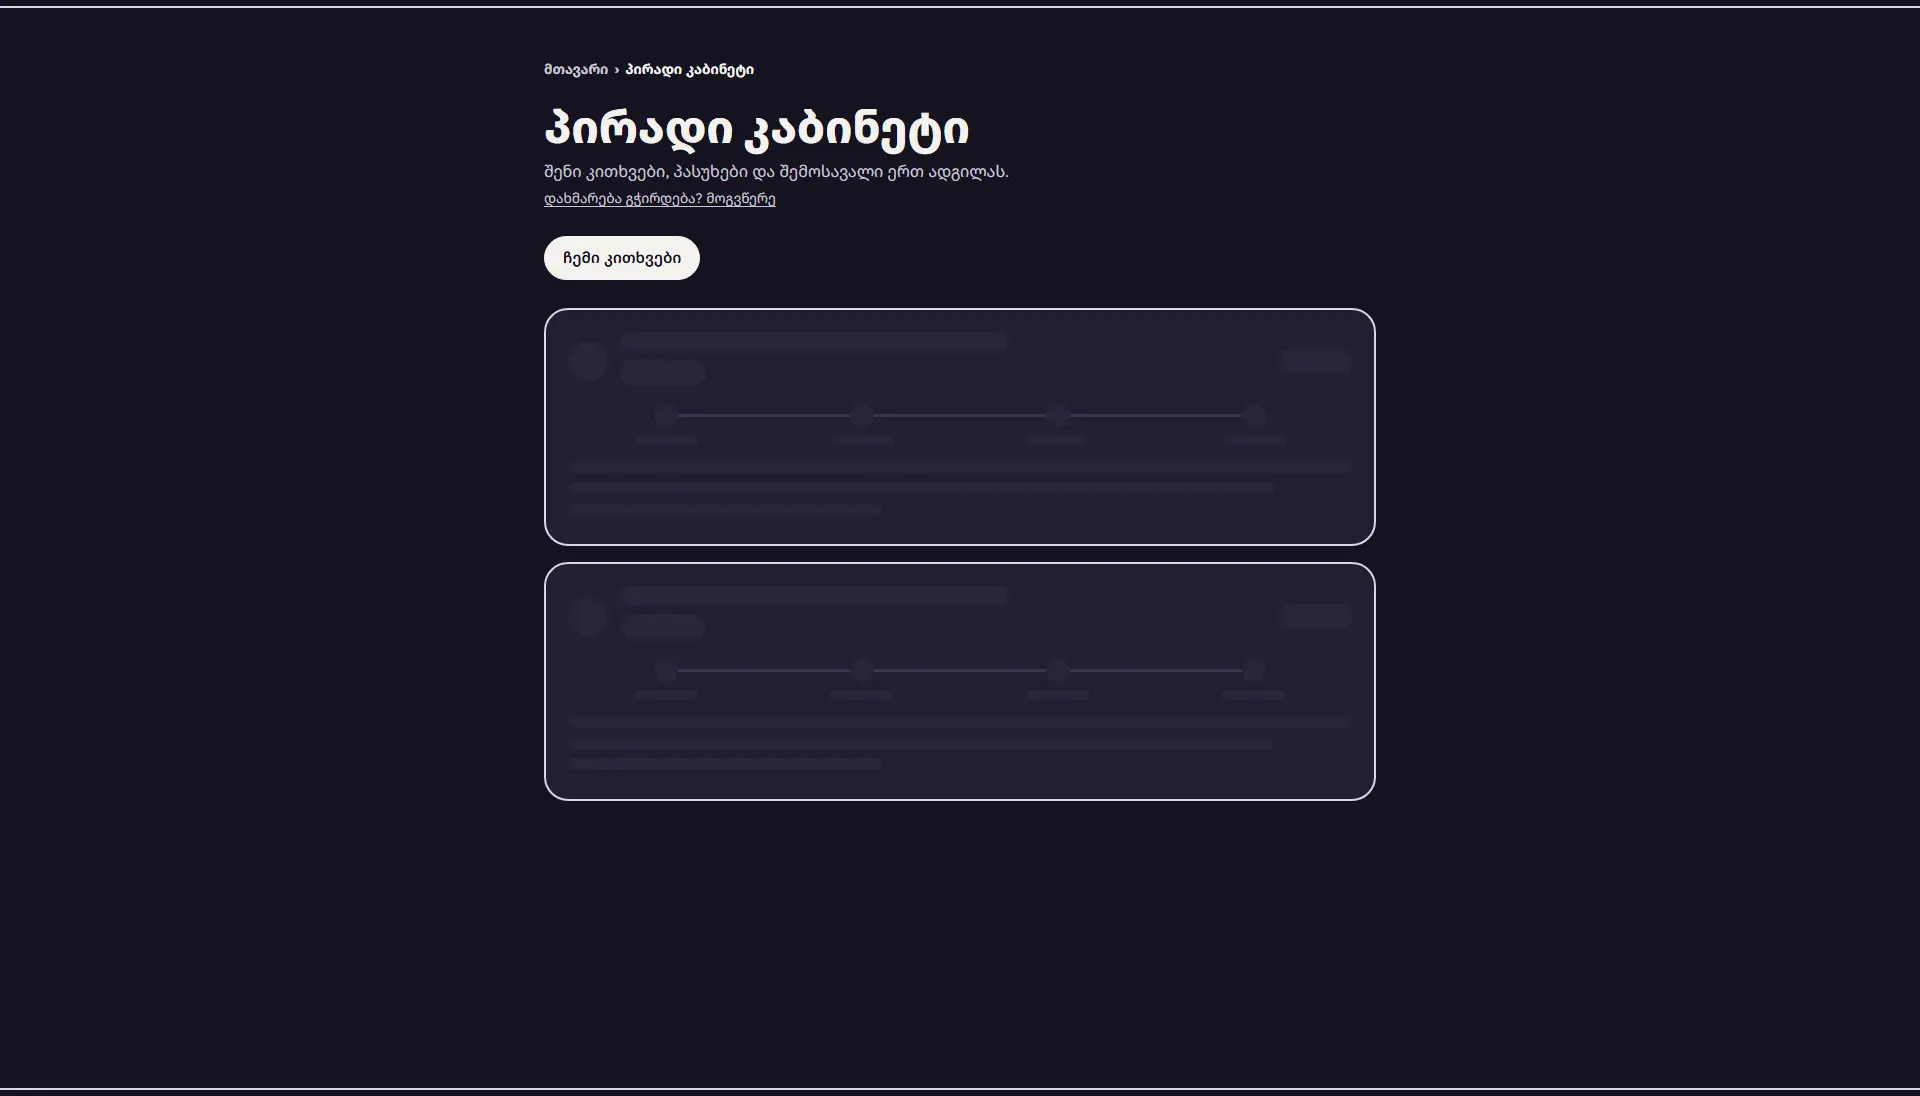 მთავარი › პირადი კაბინეტი
პირადი კაბინეტი
შენი კითხვები, პასუხები და შემოსავალი ერთ ადგილას.
დახმარება გჭირდება? მოგვწერე
ჩემი კითხვები